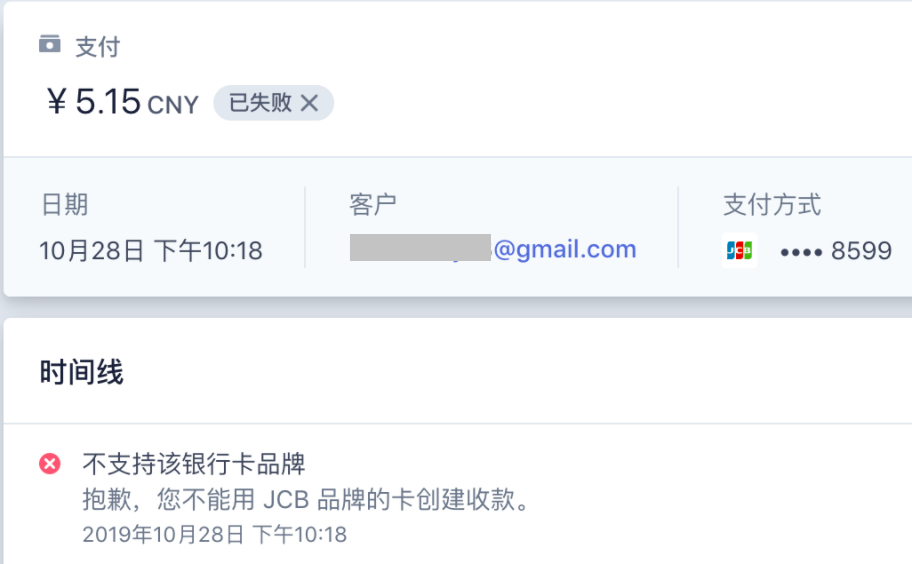 支付
¥ 5.15 CNY 已失败
日期
客户
支付方式
10月28日 下午10:18
@gmail.com
JCB •••• 8599
时间线
不支持该银行卡品牌
抱歉，您不能用 JCB 品牌的卡创建收款。
2019年10月28日 下午10:18